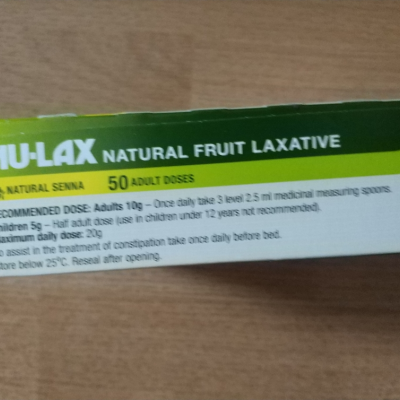 NU-LAX NATURAL FRUIT LAXATIVE
NATURAL SENNA 50 ADULT DOSES
RECOMMENDED DOSE: Adults 10g – Once daily take 3 level 2.5 ml medicinal measuring spoons.
Children 5g – Half adult dose (use in children under 12 years not recommended).
Maximum daily dose: 20g
To assist in the treatment of constipation take once daily before bed.
Store below 25°C. Reseal after opening.